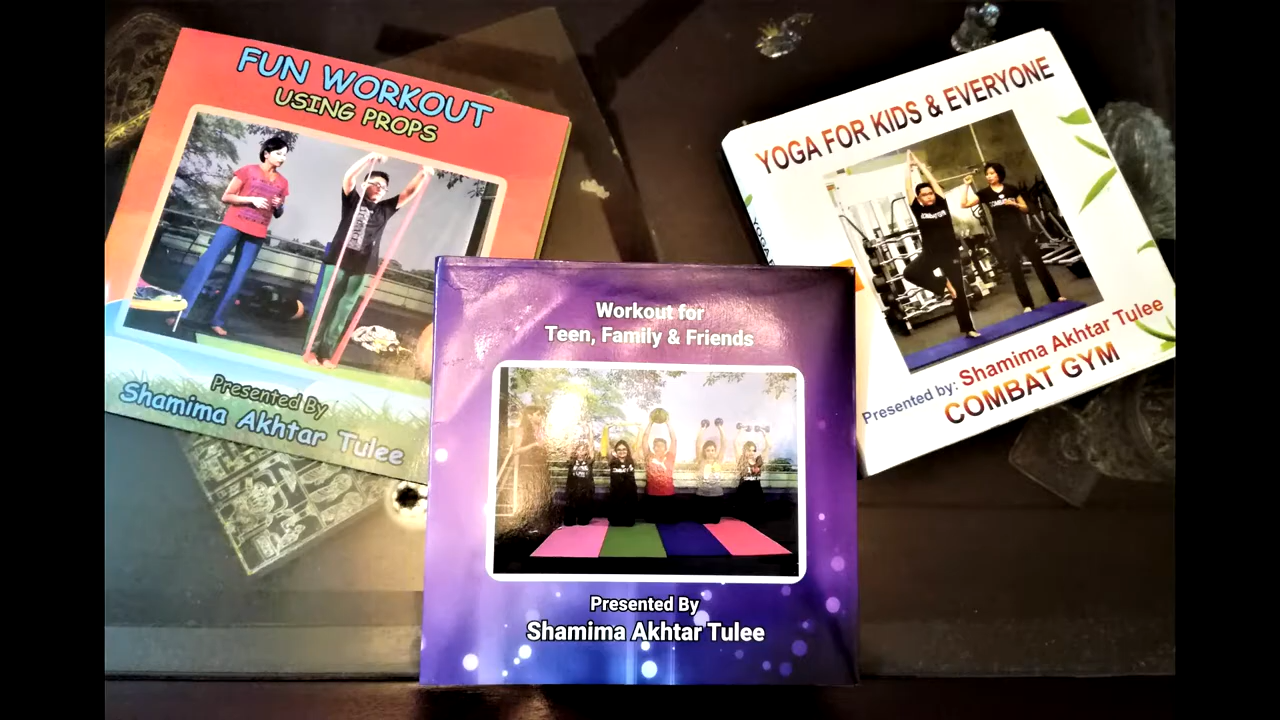 FUN WORKOUT
USING PROPS
Presented By
Shamima Akhtar Tulee
Workout for
Teen, Family & Friends
Presented By
Shamima Akhtar Tulee
YOGA FOR KIDS & EVERYONE
Presented by: Shamima Akhtar Tulee
COMBAT GYM